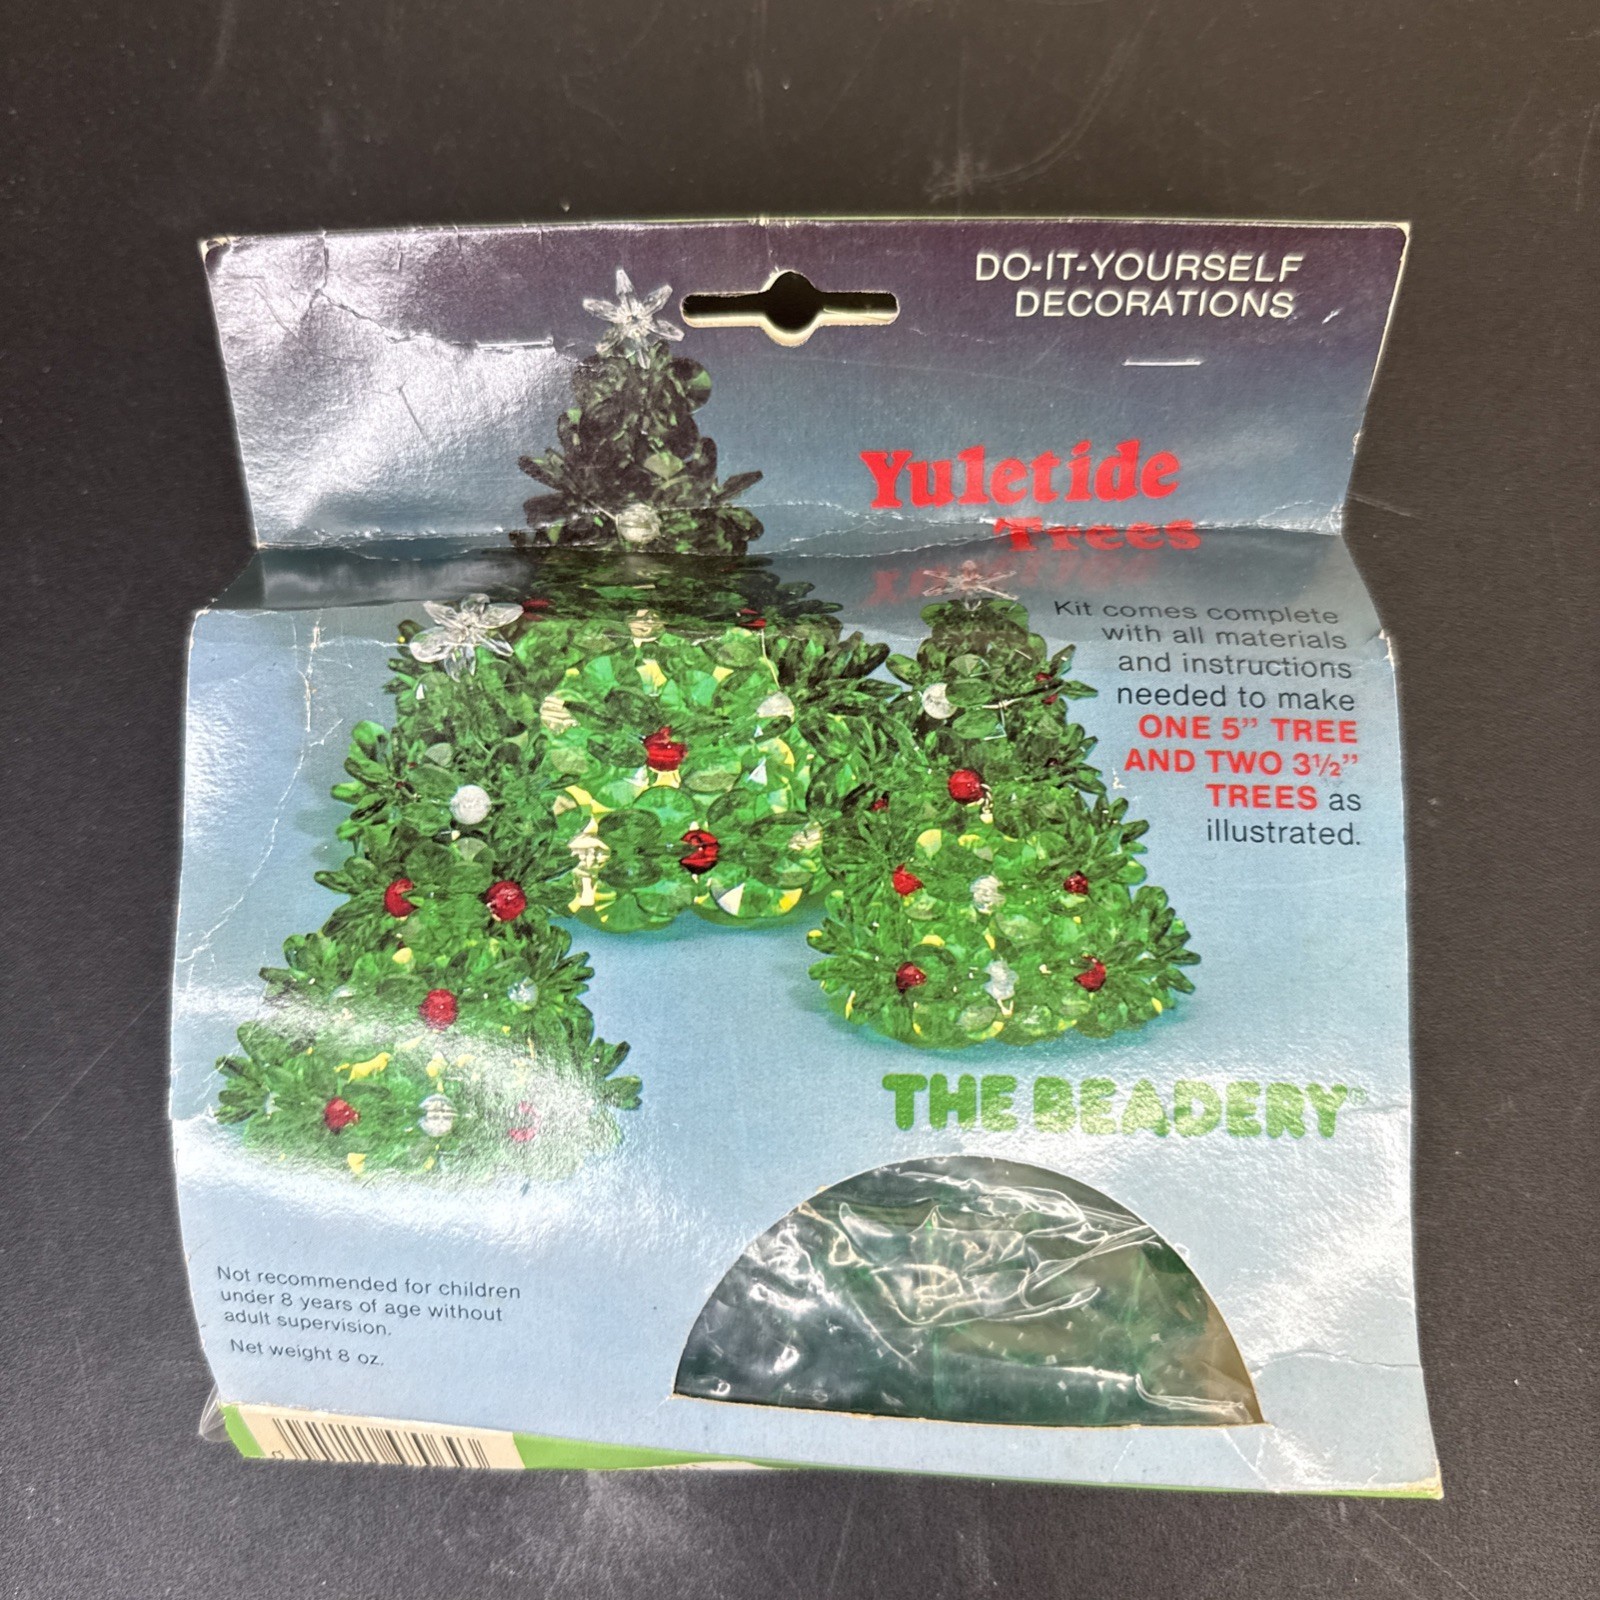 DO-IT-YOURSELF
DECORATIONS
Yuletide
Trees
Kit comes complete
with all materials
and instructions
needed to make
ONE 5” TREE
AND TWO 3½”
TREES as
illustrated.
THE BEADERY®
Not recommended for children
under 8 years of age without
adult supervision.
Net weight 8 oz.